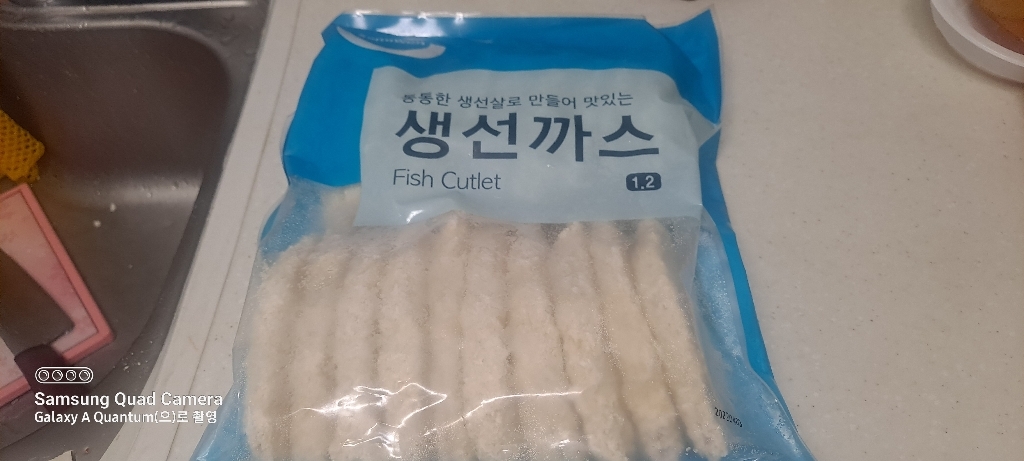 통통한 생선살로 만들어 맛있는
생선까스
Fish Cutlet
1.2
Samsung Quad Camera
Galaxy A Quantum(으)로 촬영